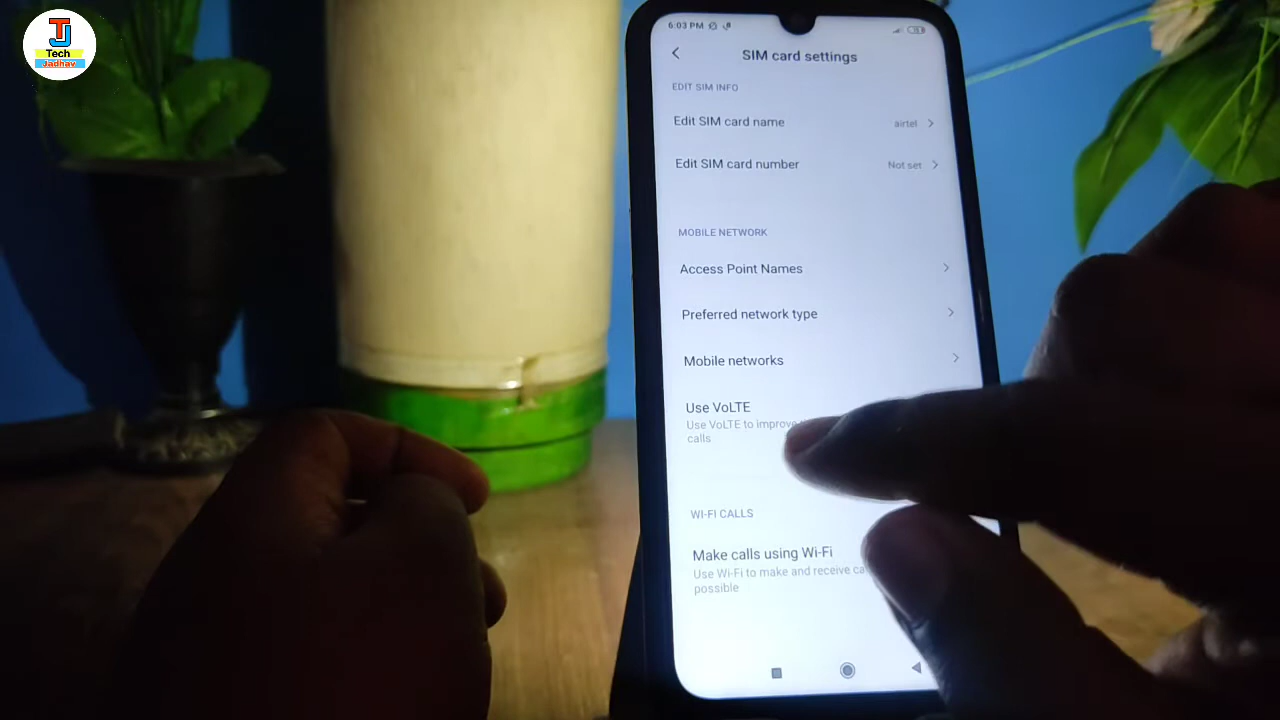 TJ
Tech
Jadhav
6:03 PM
SIM card settings
EDIT SIM INFO
Edit SIM card name
airtel
Edit SIM card number
Not set
MOBILE NETWORK
Access Point Names
Preferred network type
Mobile networks
Use VoLTE
Use VoLTE to improve
calls
WI-FI CALLS
Make calls using Wi-Fi
Use Wi-Fi to make and receive
possible